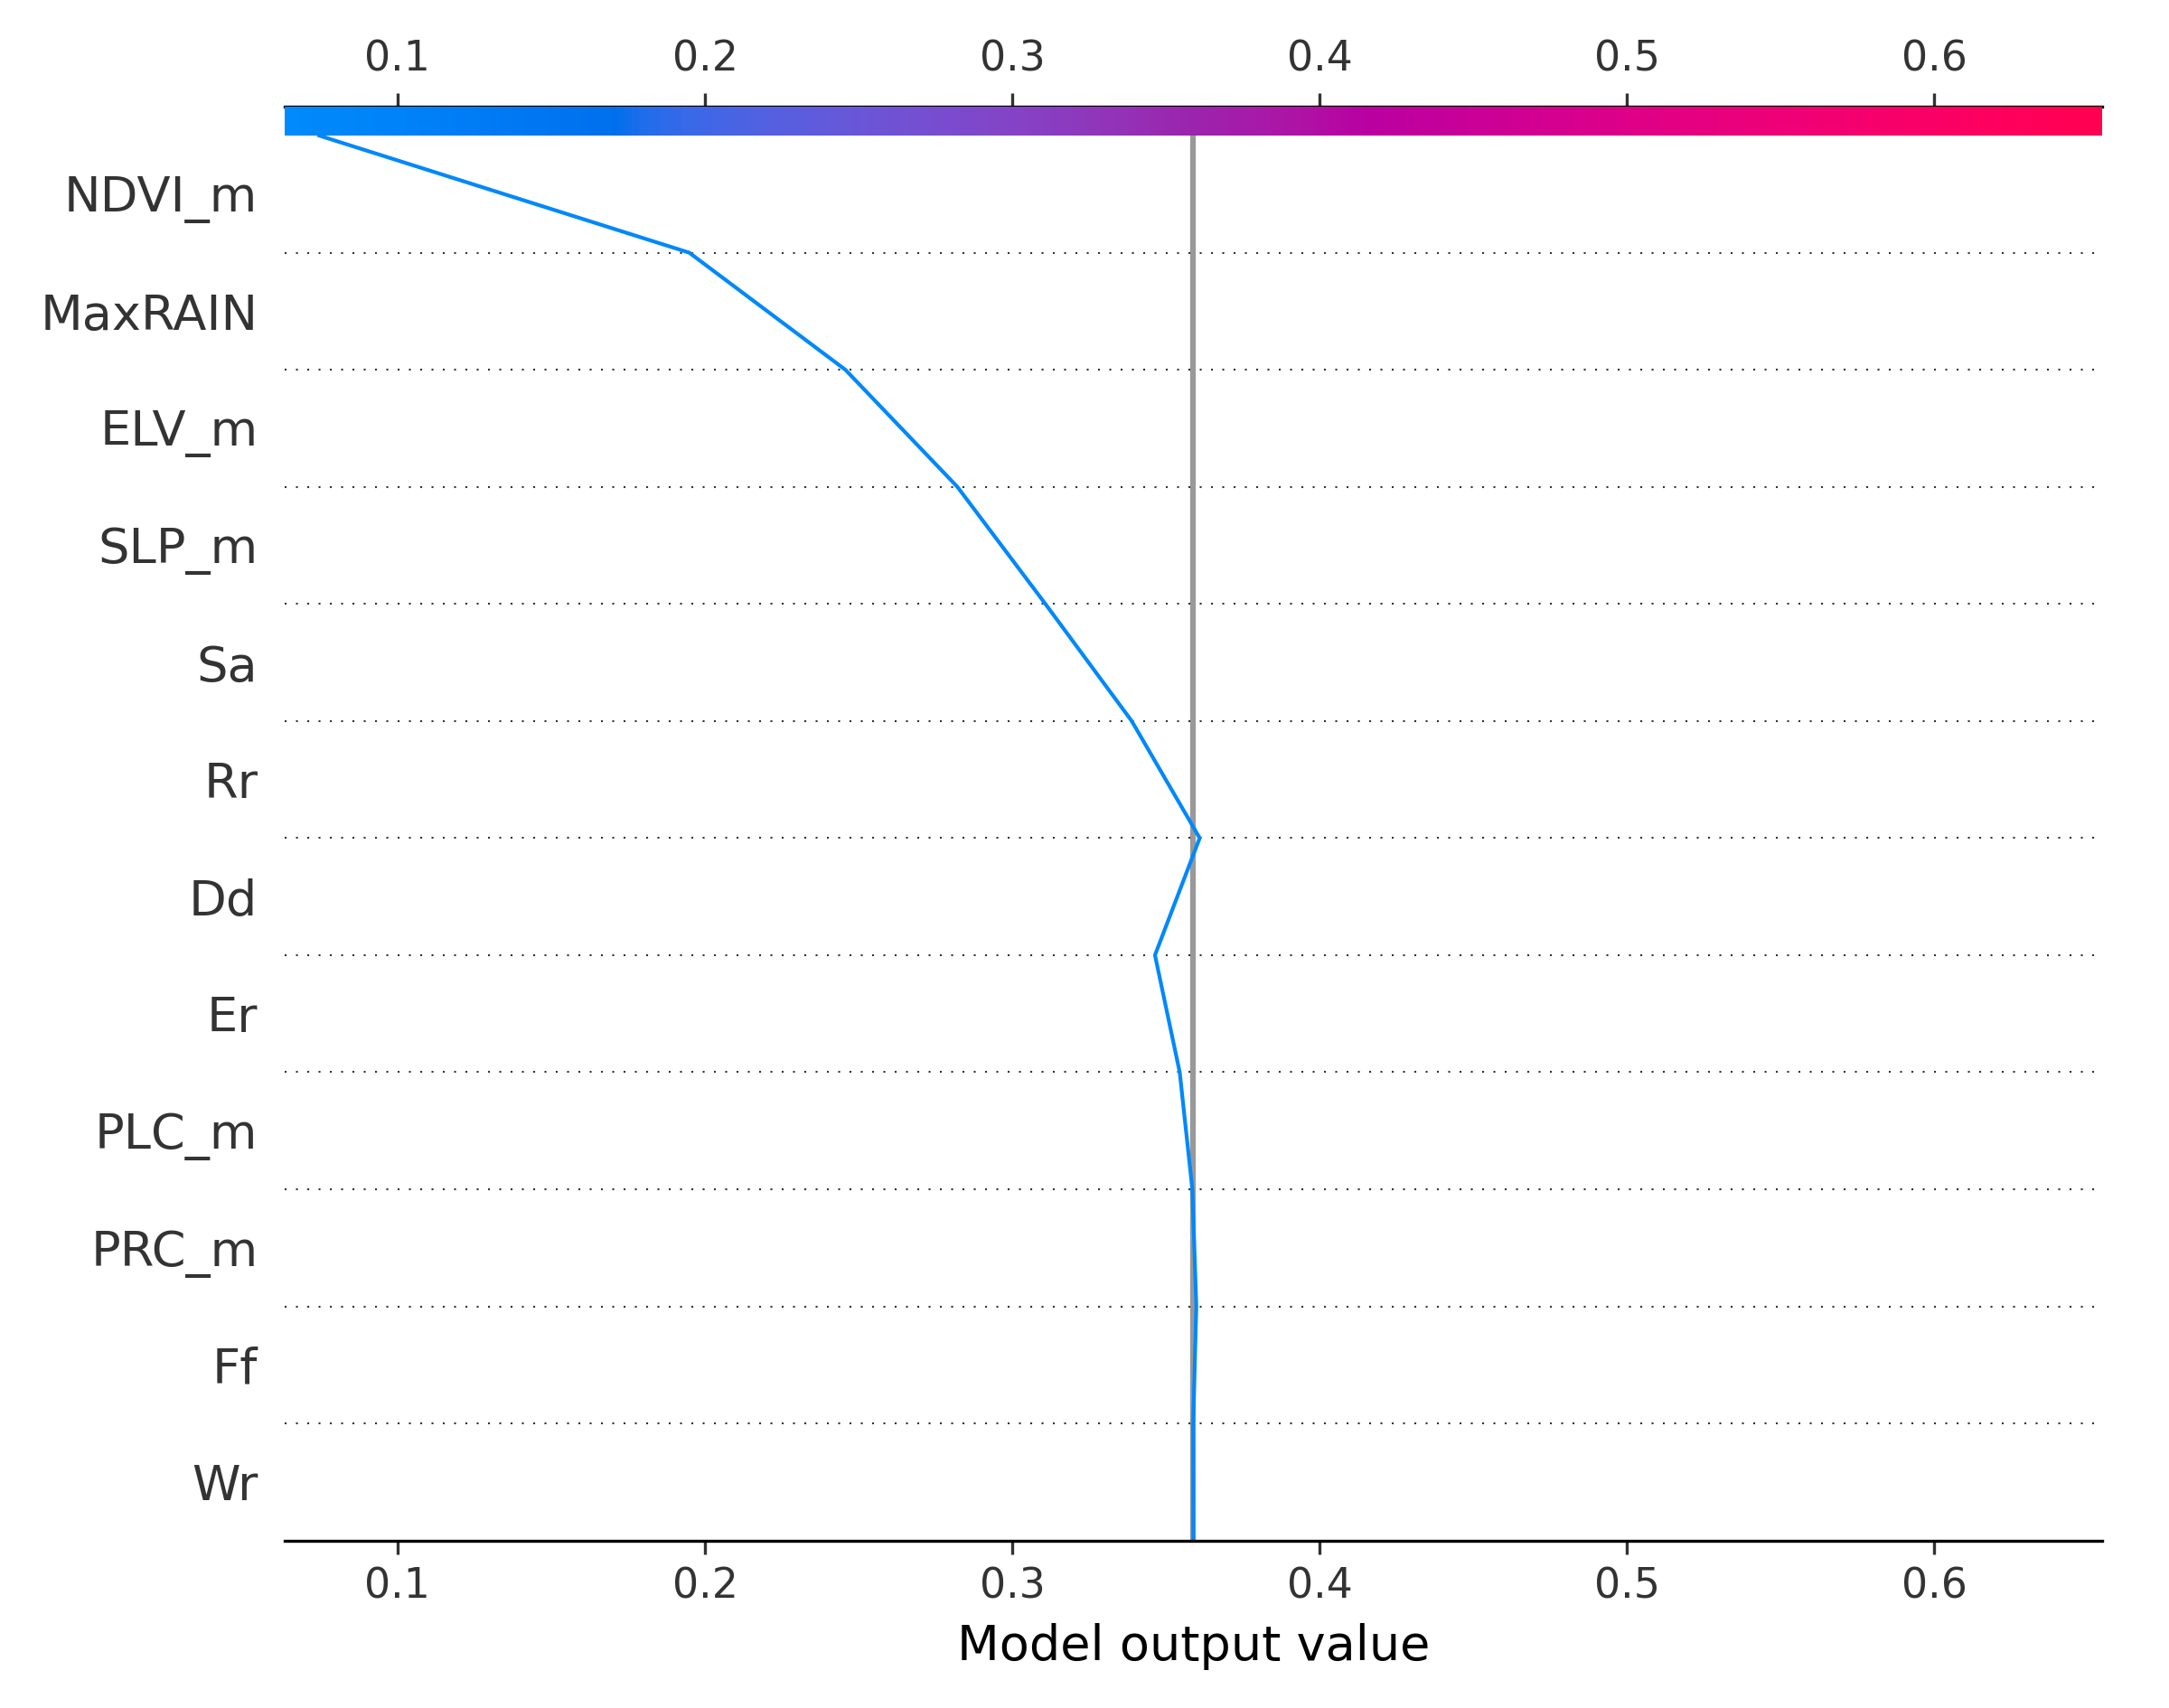 0.1 0.2 0.3 0.4 0.5 0.6
NDVI_m
MaxRAIN
ELV_m
SLP_m
Sa
Rr
Dd
Er
PLC_m
PRC_m
Ff
Wr
0.1 0.2 0.3 0.4 0.5 0.6
Model output value